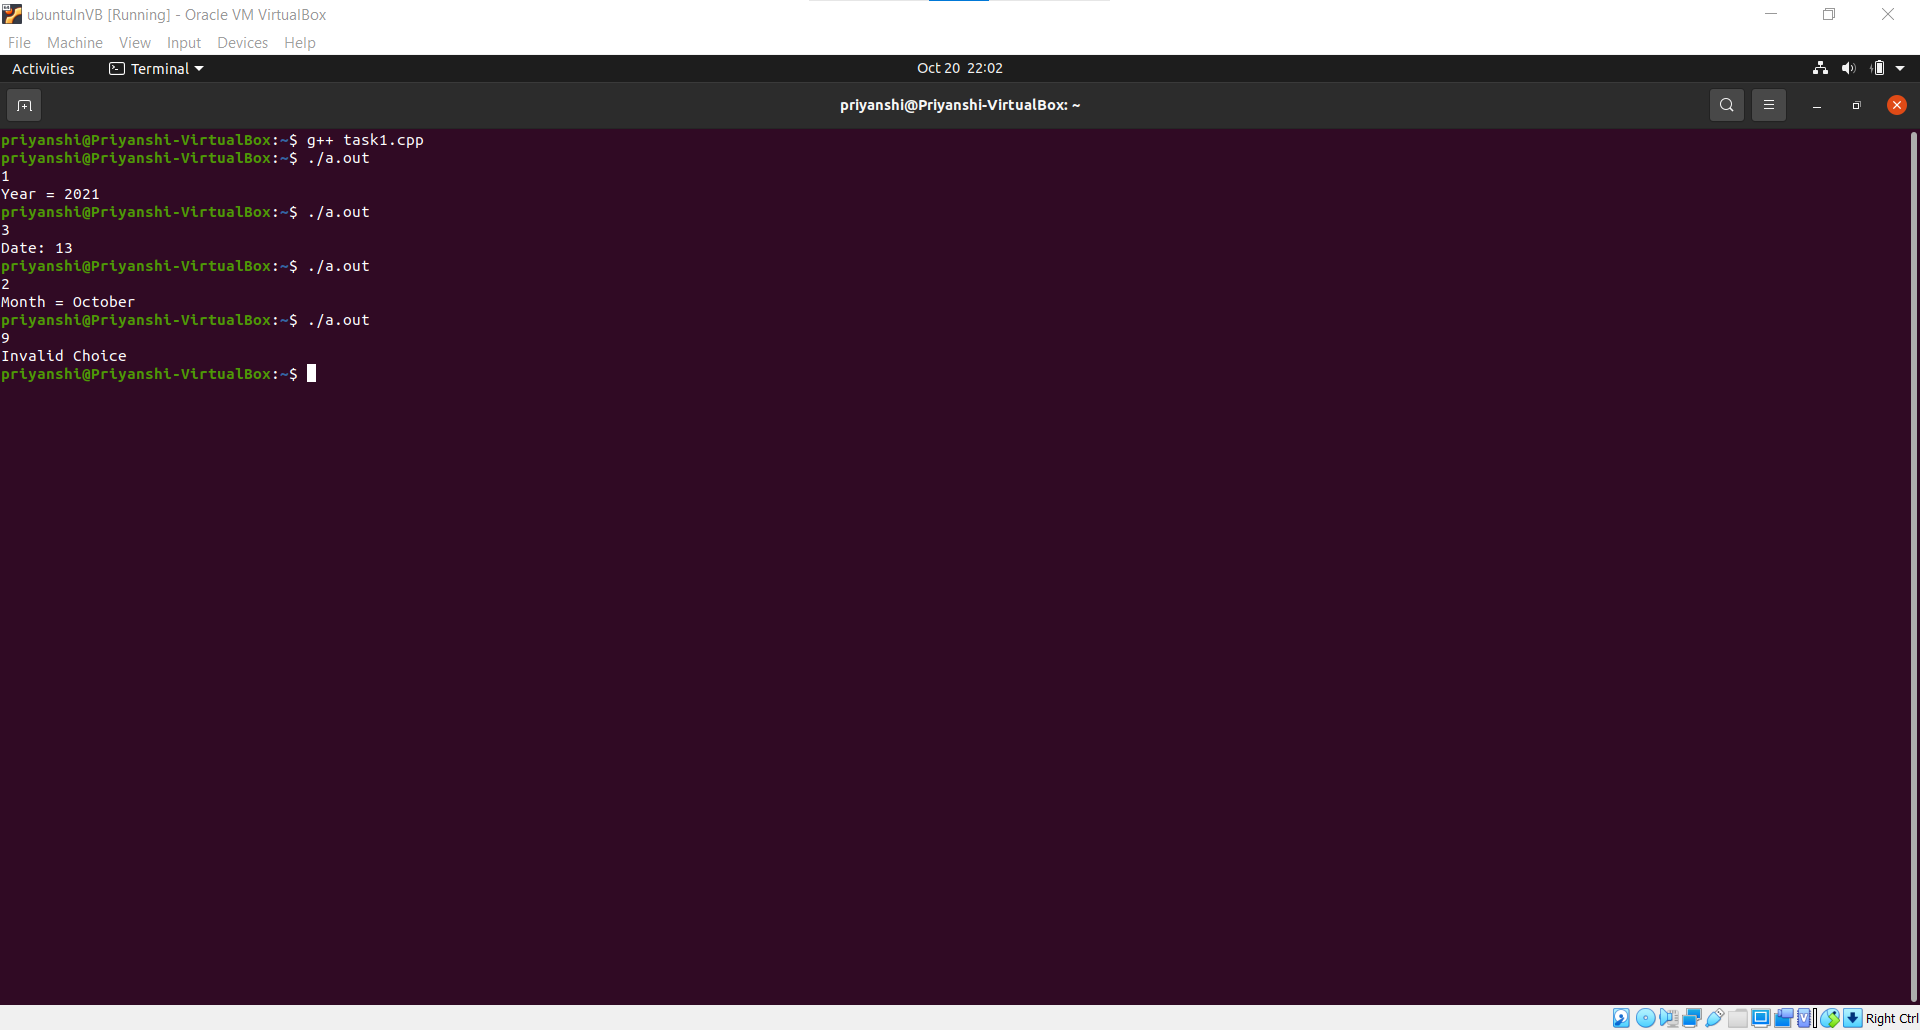 ubuntuInVB [Running] - Oracle VM VirtualBox
File Machine View Input Devices Help
Activities Terminal Oct 20 22:02
priyanshi@Priyanshi-VirtualBox: ~
priyanshi@Priyanshi-VirtualBox:~$ g++ task1.cpp
priyanshi@Priyanshi-VirtualBox:~$ ./a.out
1
Year = 2021
priyanshi@Priyanshi-VirtualBox:~$ ./a.out
3
Date: 13
priyanshi@Priyanshi-VirtualBox:~$ ./a.out
2
Month = October
priyanshi@Priyanshi-VirtualBox:~$ ./a.out
9
Invalid Choice
priyanshi@Priyanshi-VirtualBox:~$
Right Ctrl